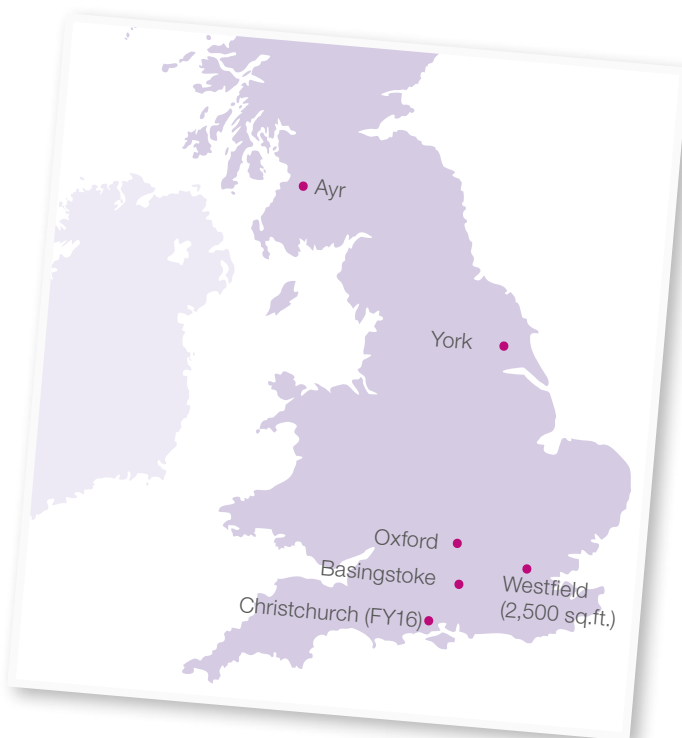 Ayr
York
Oxford
Basingstoke
Westfield
(2,500 sq.ft.)
Christchurch (FY16)